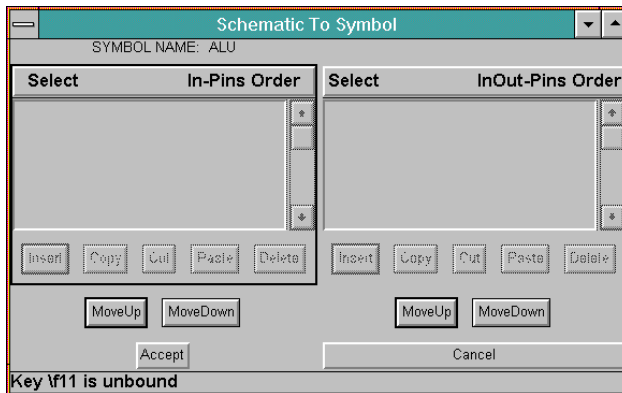 Schematic To Symbol
SYMBOL NAME: ALU
Select In-Pins Order Select InOut-Pins Order
Insert Copy Cut Paste Delete Insert Copy Cut Paste Delete
MoveUp MoveDown MoveUp MoveDown
Accept Cancel
Key \f11 is unbound